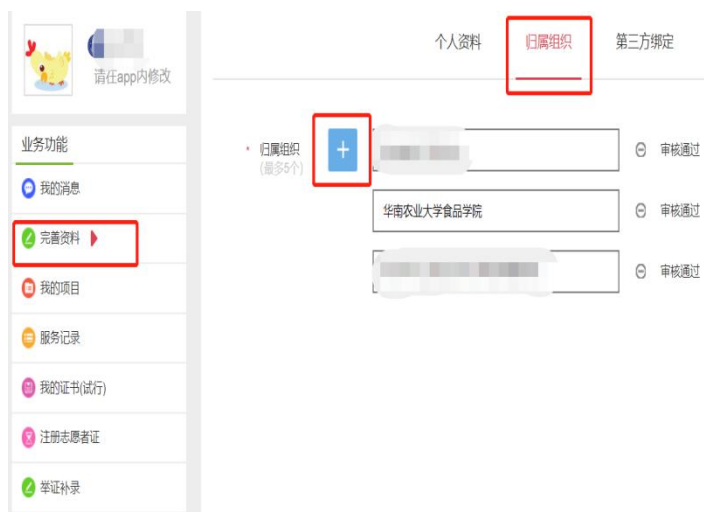 请在app内修改
业务功能
我的消息
完善资料
我的项目
服务记录
我的证书(试行)
注册志愿者证
举证补录
个人资料 归属组织 第三方绑定
* 归属组织 + 审核通过
(最多5个)
华南农业大学食品学院 审核通过
审核通过